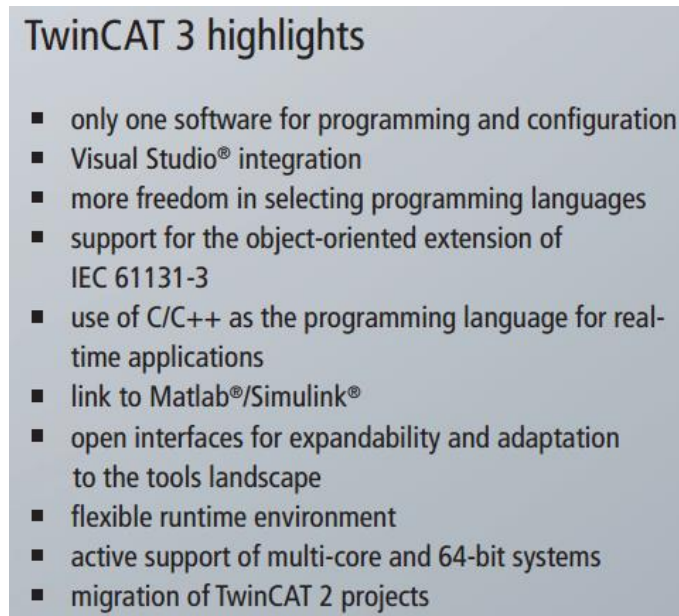 TwinCAT 3 highlights
■ only one software for programming and configuration
■ Visual Studio® integration
■ more freedom in selecting programming languages
■ support for the object-oriented extension of
IEC 61131-3
■ use of C/C++ as the programming language for real-
time applications
■ link to Matlab®/Simulink®
■ open interfaces for expandability and adaptation
to the tools landscape
■ flexible runtime environment
■ active support of multi-core and 64-bit systems
■ migration of TwinCAT 2 projects